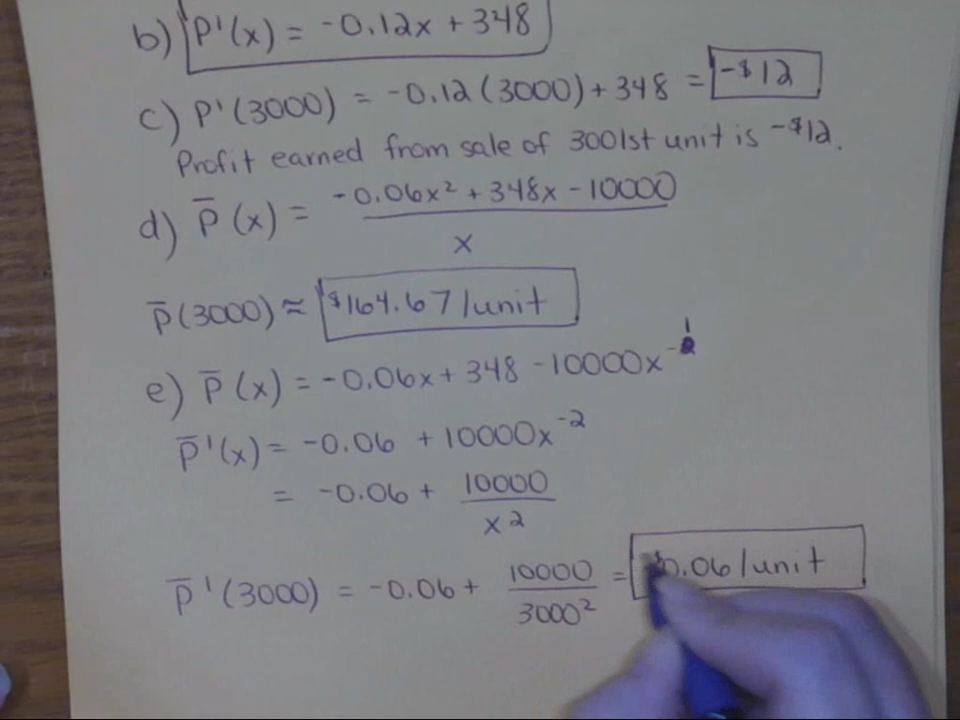 b) P'(x) = -0.12x + 348
c) P'(3000) = -0.12(3000) + 348 = -$12
Profit earned from sale of 3001st unit is -$12.
d) P̅(x) = -0.06x² + 348x - 10000
x
P̅(3000) ≈ $164.67/unit
e) P̅(x) = -0.06x + 348 - 10000x⁻¹
P̅'(x) = -0.06 + 10000x⁻²
= -0.06 + 10000
x²
P̅'(3000) = -0.06 + 10000 = 0.06/unit
3000²